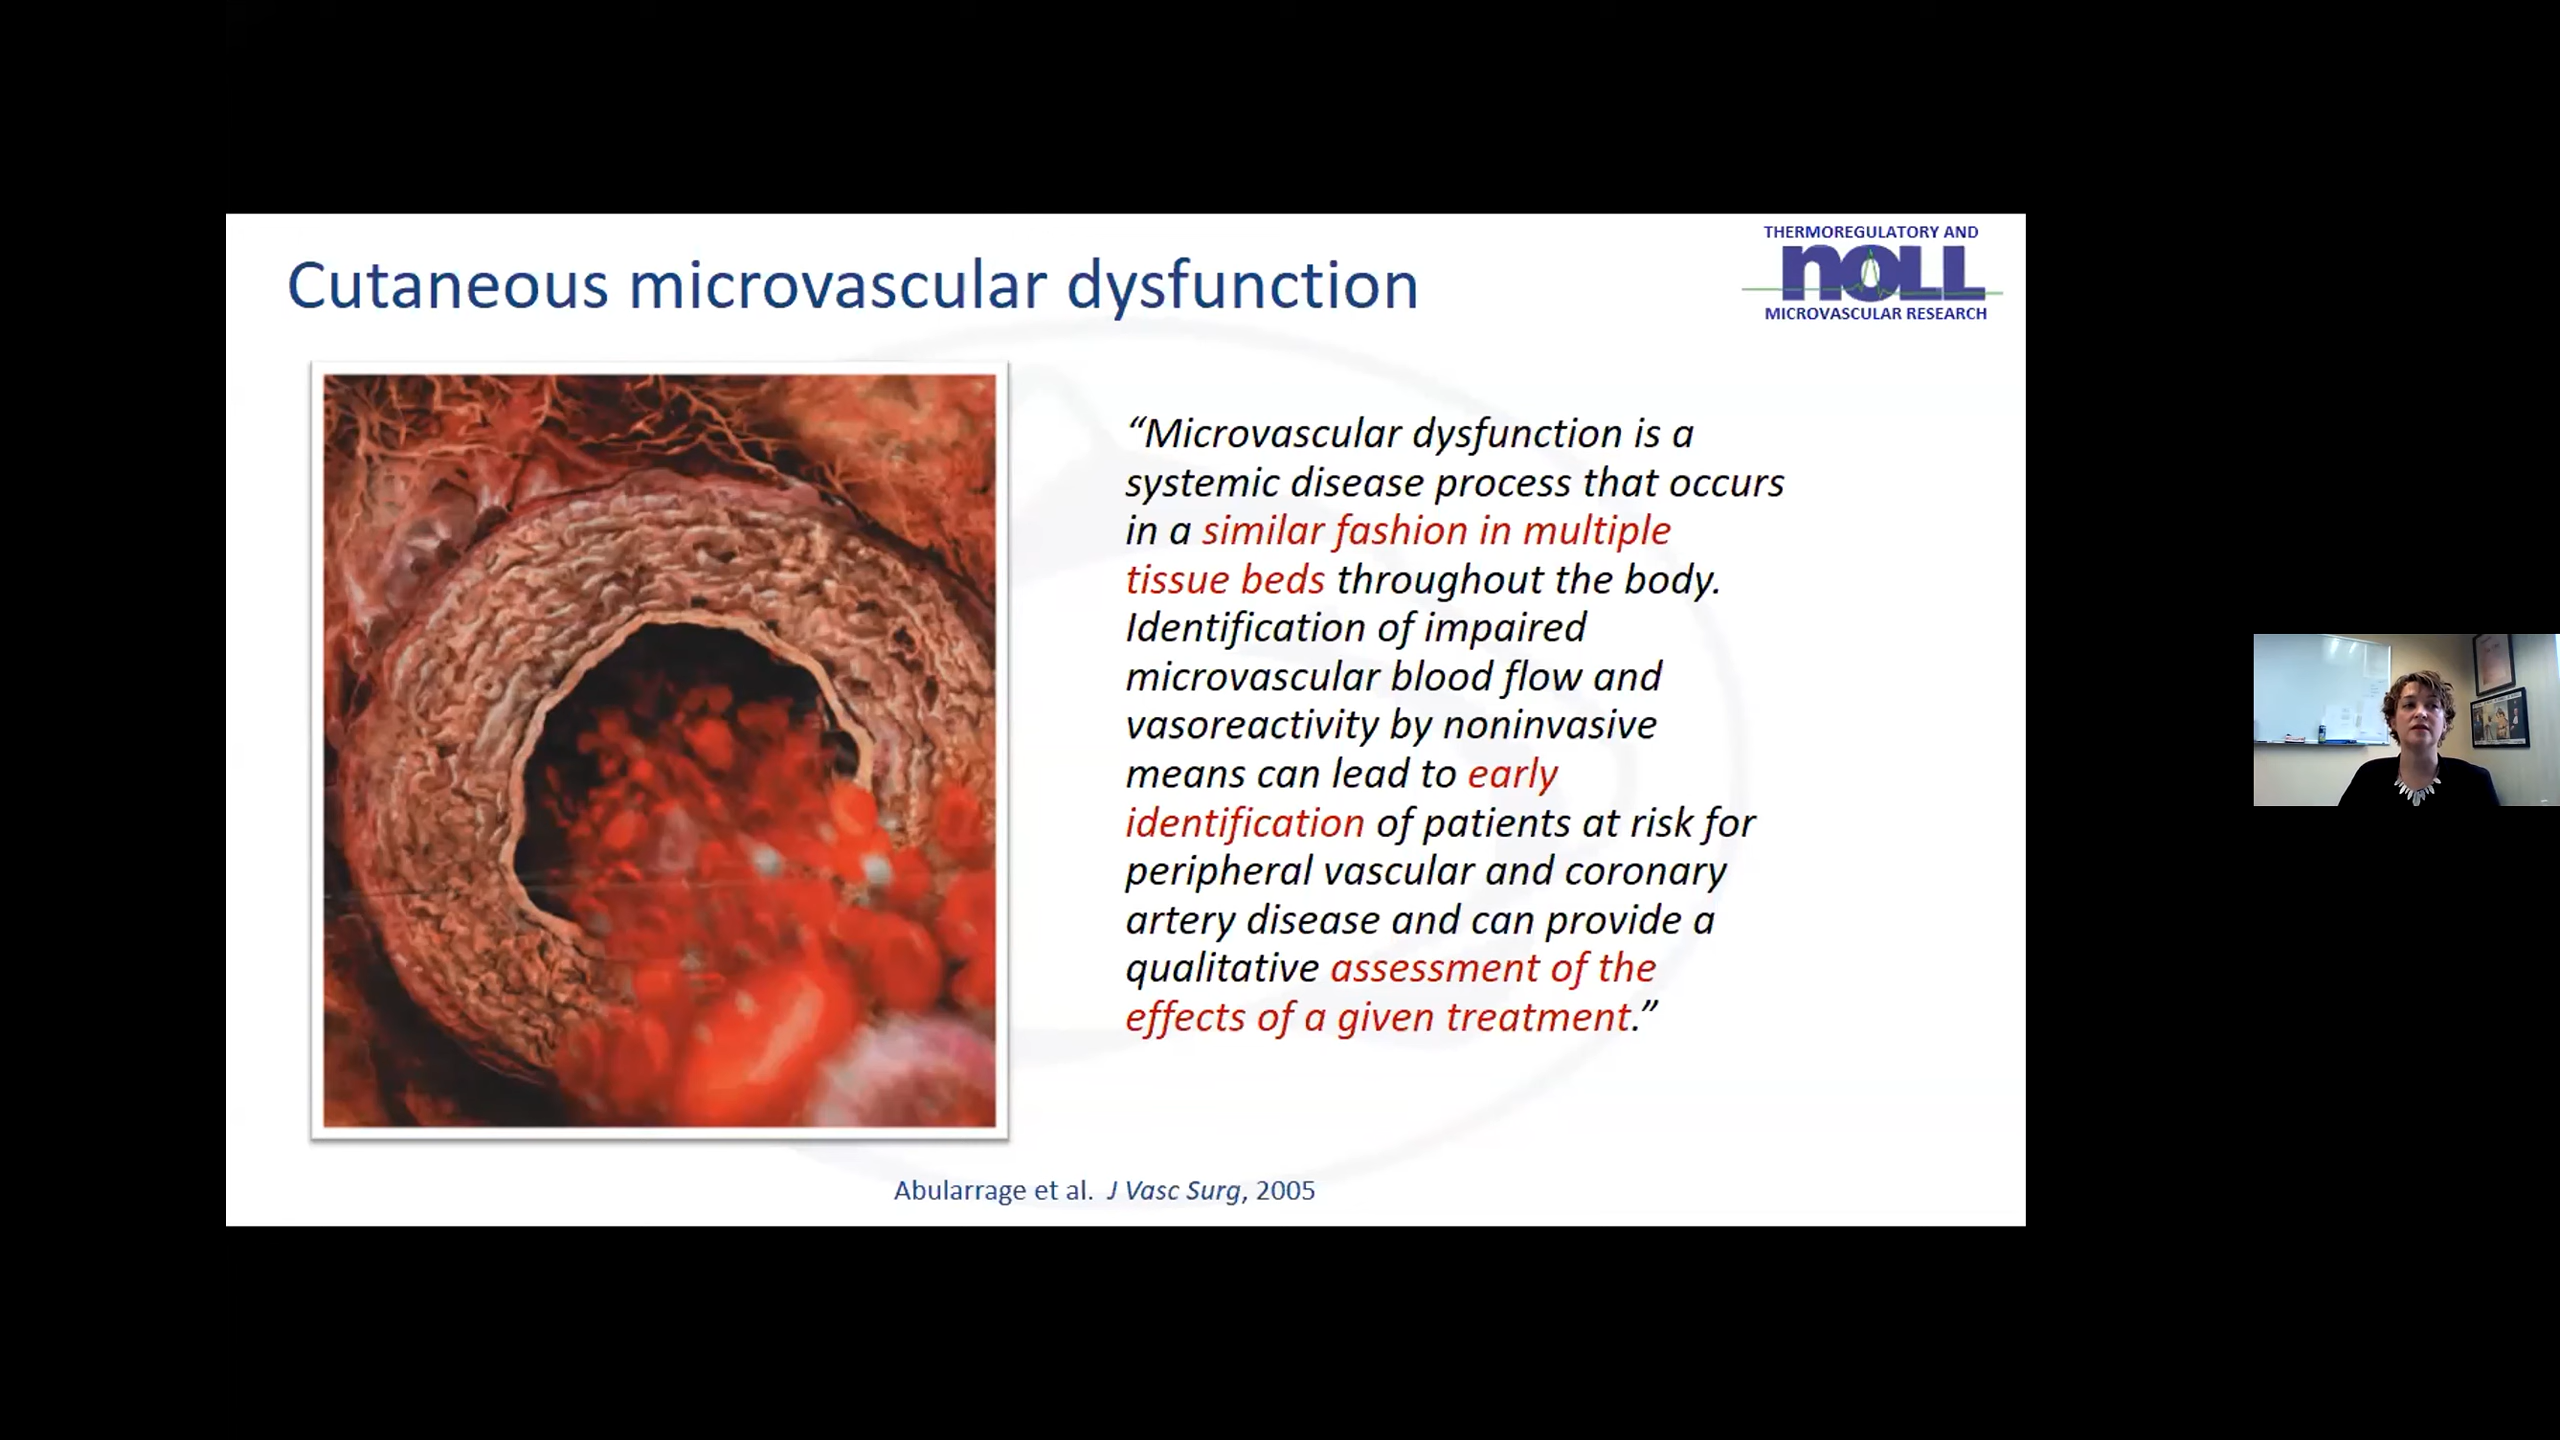 Cutaneous microvascular dysfunction
THERMOREGULATORY AND
noLL
MICROVASCULAR RESEARCH
“Microvascular dysfunction is a
systemic disease process that occurs
in a similar fashion in multiple
tissue beds throughout the body.
Identification of impaired
microvascular blood flow and
vasoreactivity by noninvasive
means can lead to early
identification of patients at risk for
peripheral vascular and coronary
artery disease and can provide a
qualitative assessment of the
effects of a given treatment.”
Abularrage et al. J Vasc Surg, 2005